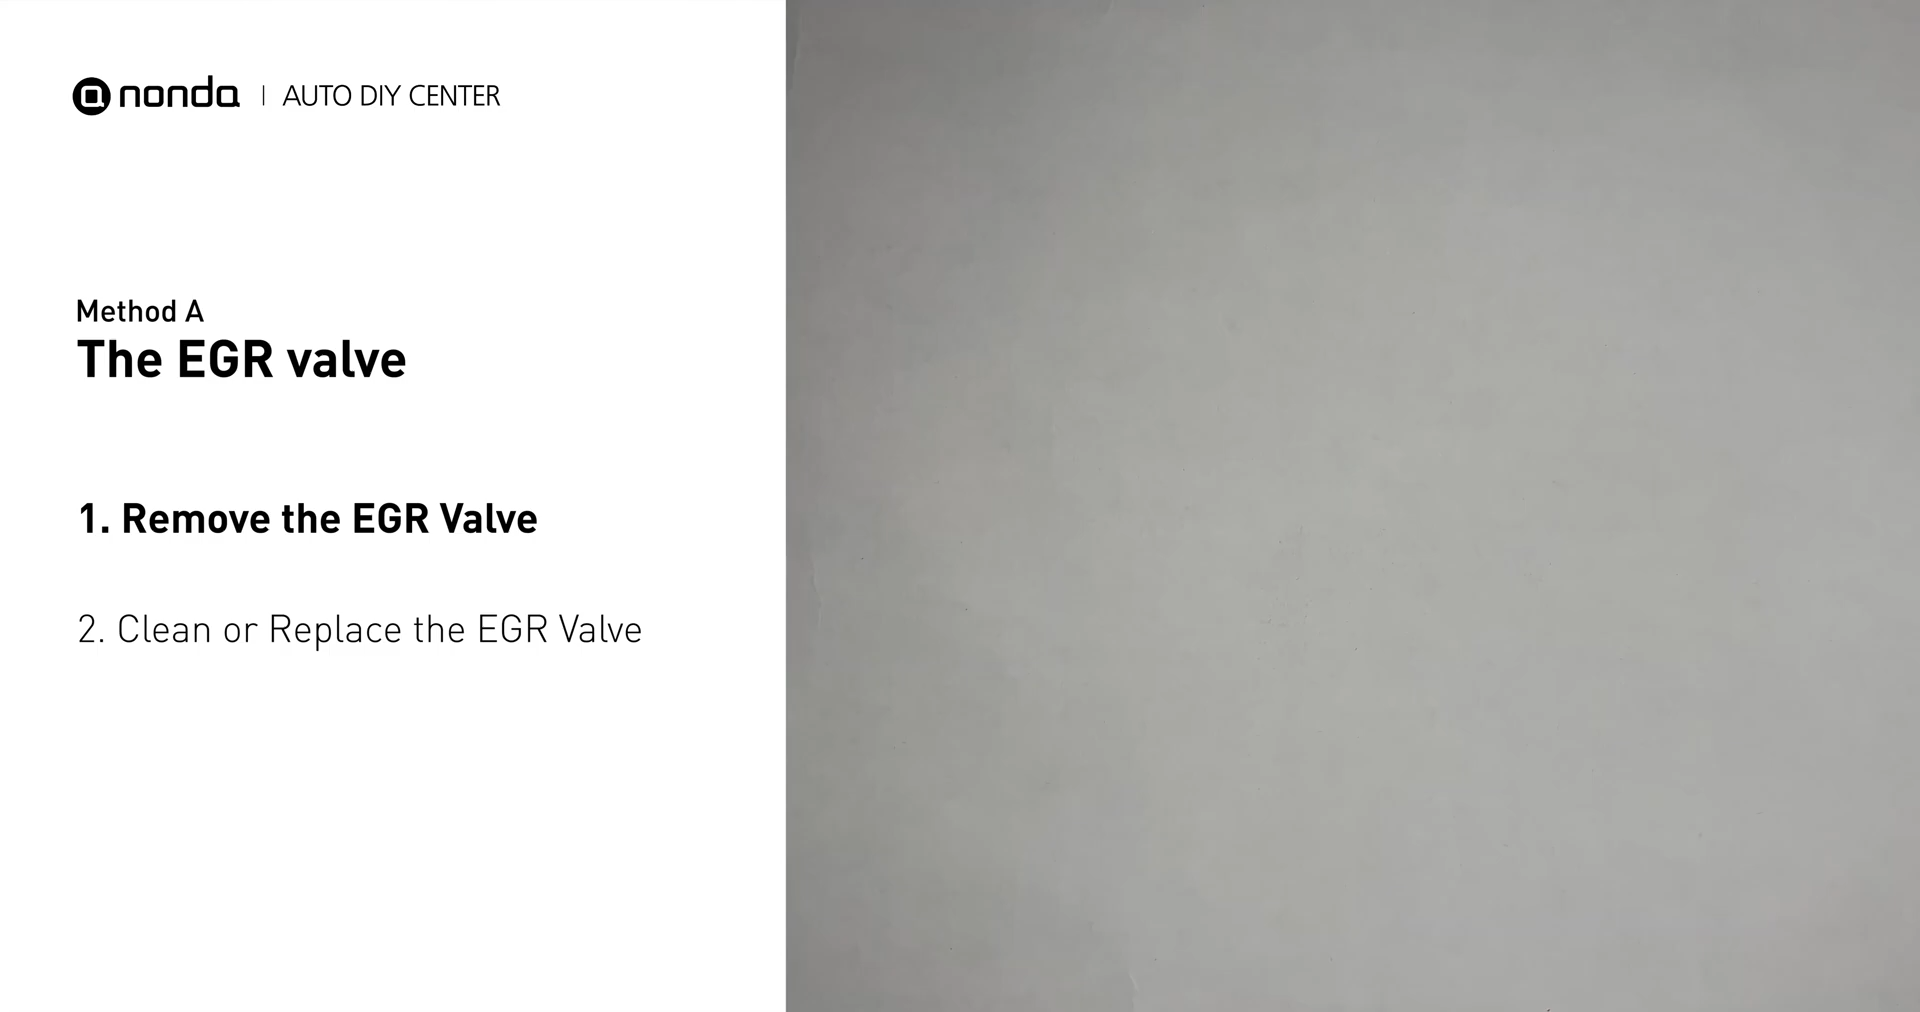 nonda | AUTO DIY CENTER
Method A
The EGR valve
1. Remove the EGR Valve
2. Clean or Replace the EGR Valve